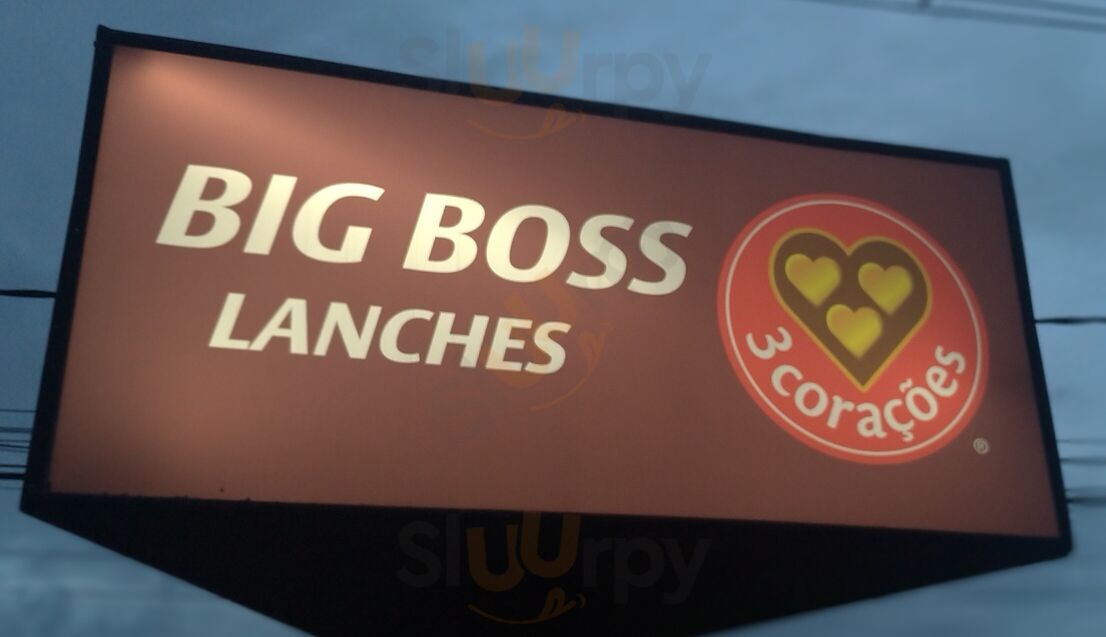 Sluurpy
BIG BOSS
LANCHES
3 corações
®
Sluurpy